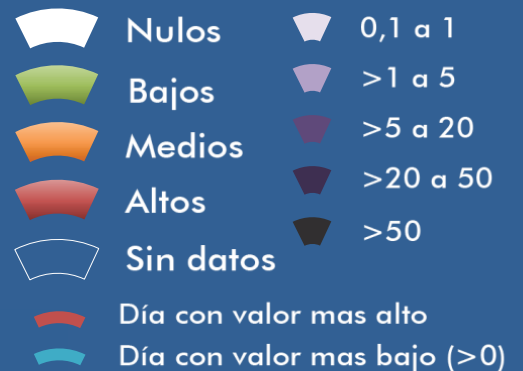 Nulos
Bajos
Medios
Altos
Sin datos
0,1 a 1
>1 a 5
>5 a 20
>20 a 50
>50
Día con valor mas alto
Día con valor mas bajo (>0)